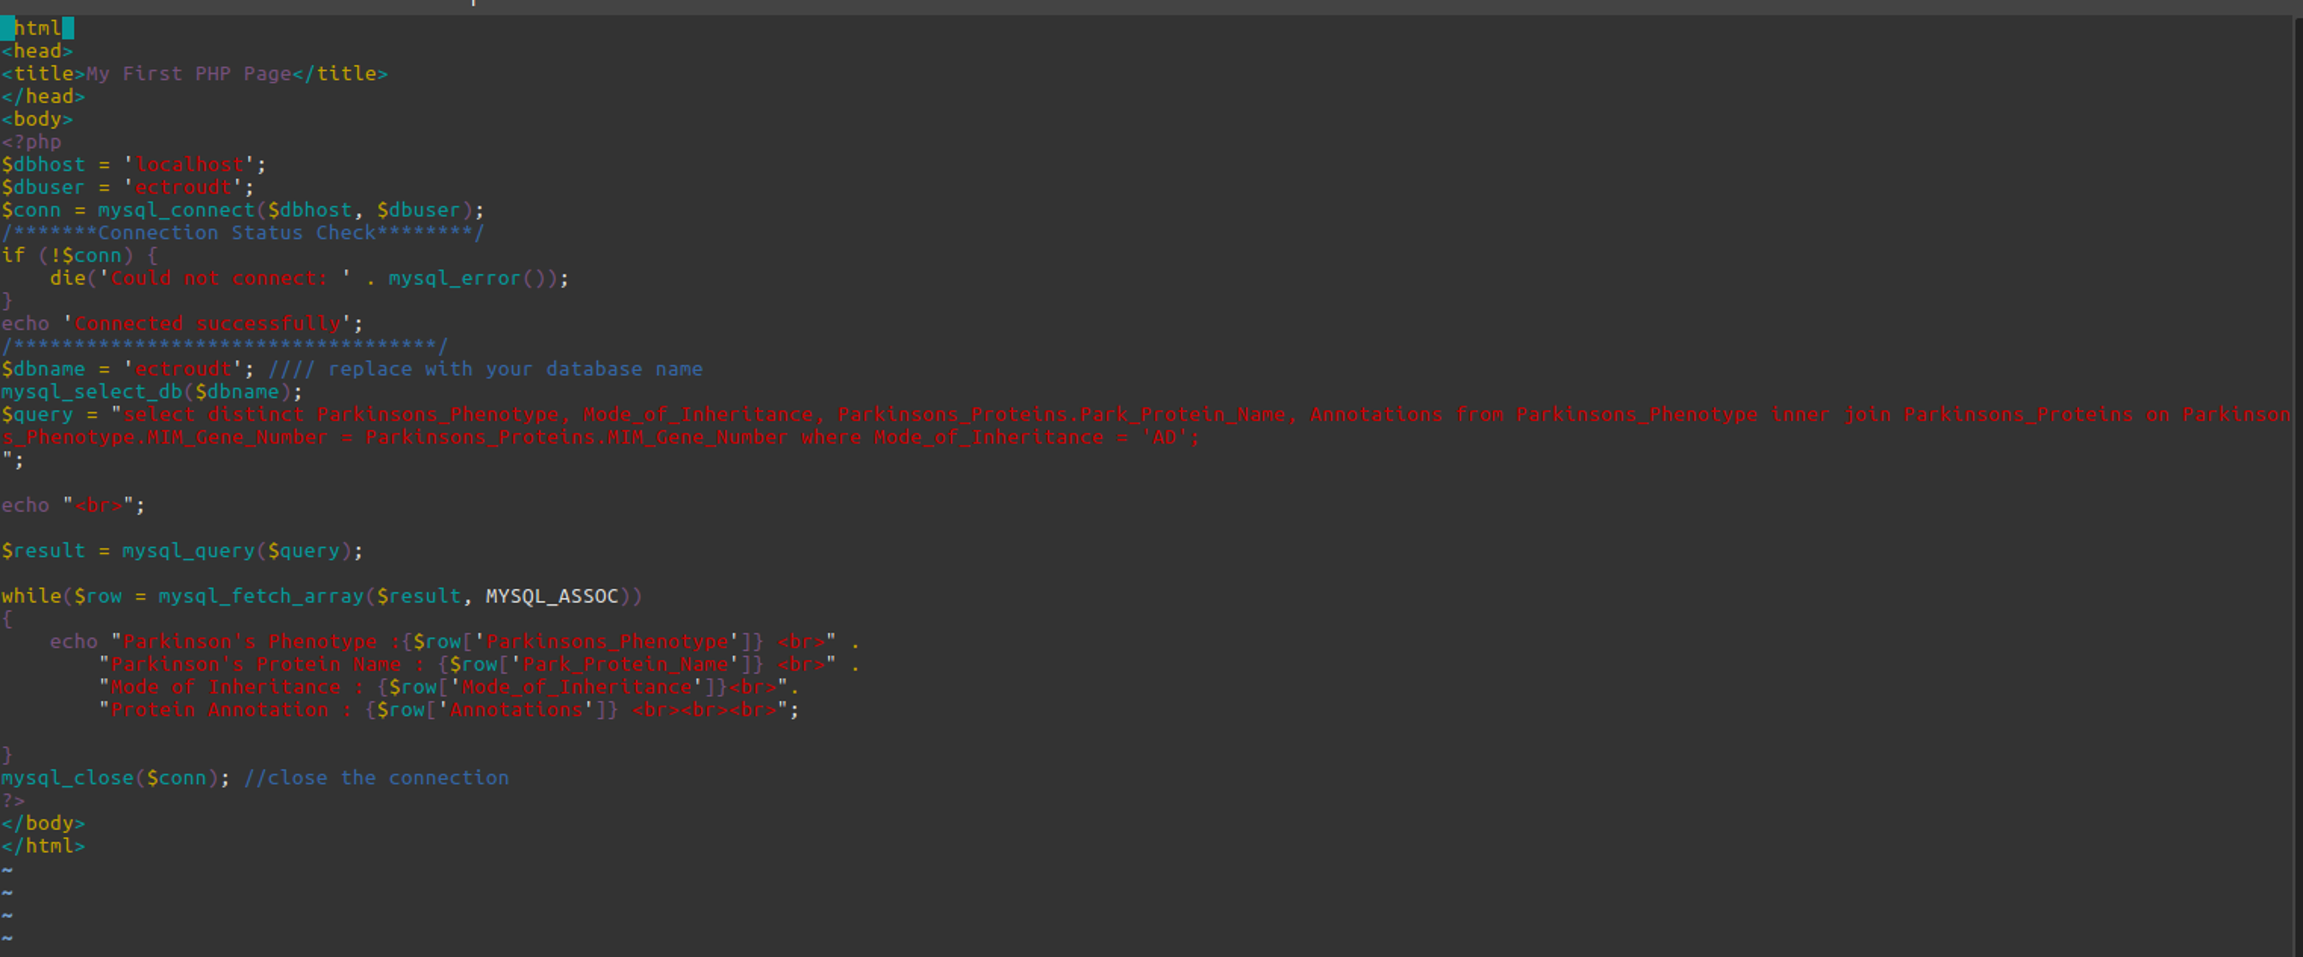 <html>
<head>
<title>My First PHP Page</title>
</head>
<body>
<?php
$dbhost = 'localhost';
$dbuser = 'ectroudt';
$conn = mysql_connect($dbhost, $dbuser);
/*******Connection Status Check********/
if (!$conn) {
    die('Could not connect: ' . mysql_error());
}
echo 'Connected successfully';
/***********************************/
$dbname = 'ectroudt'; //// replace with your database name
mysql_select_db($dbname);
$query = "select distinct Parkinsons_Phenotype, Mode_of_Inheritance, Parkinsons_Proteins.Park_Protein_Name, Annotations from Parkinsons_Phenotype inner join Parkinsons_Proteins on Parkinson
s_Phenotype.MIM_Gene_Number = Parkinsons_Proteins.MIM_Gene_Number where Mode_of_Inheritance = 'AD';
";
echo "<br>";
$result = mysql_query($query);
while($row = mysql_fetch_array($result, MYSQL_ASSOC))
{
    echo "Parkinson's Phenotype :{$row['Parkinsons_Phenotype']} <br>" .
        "Parkinson's Protein Name : {$row['Park_Protein_Name']} <br>" .
        "Mode of Inheritance : {$row['Mode_of_Inheritance']}<br>".
        "Protein Annotation : {$row['Annotations']} <br><br><br>";
}
mysql_close($conn); //close the connection
?>
</body>
</html>
~
~
~
~